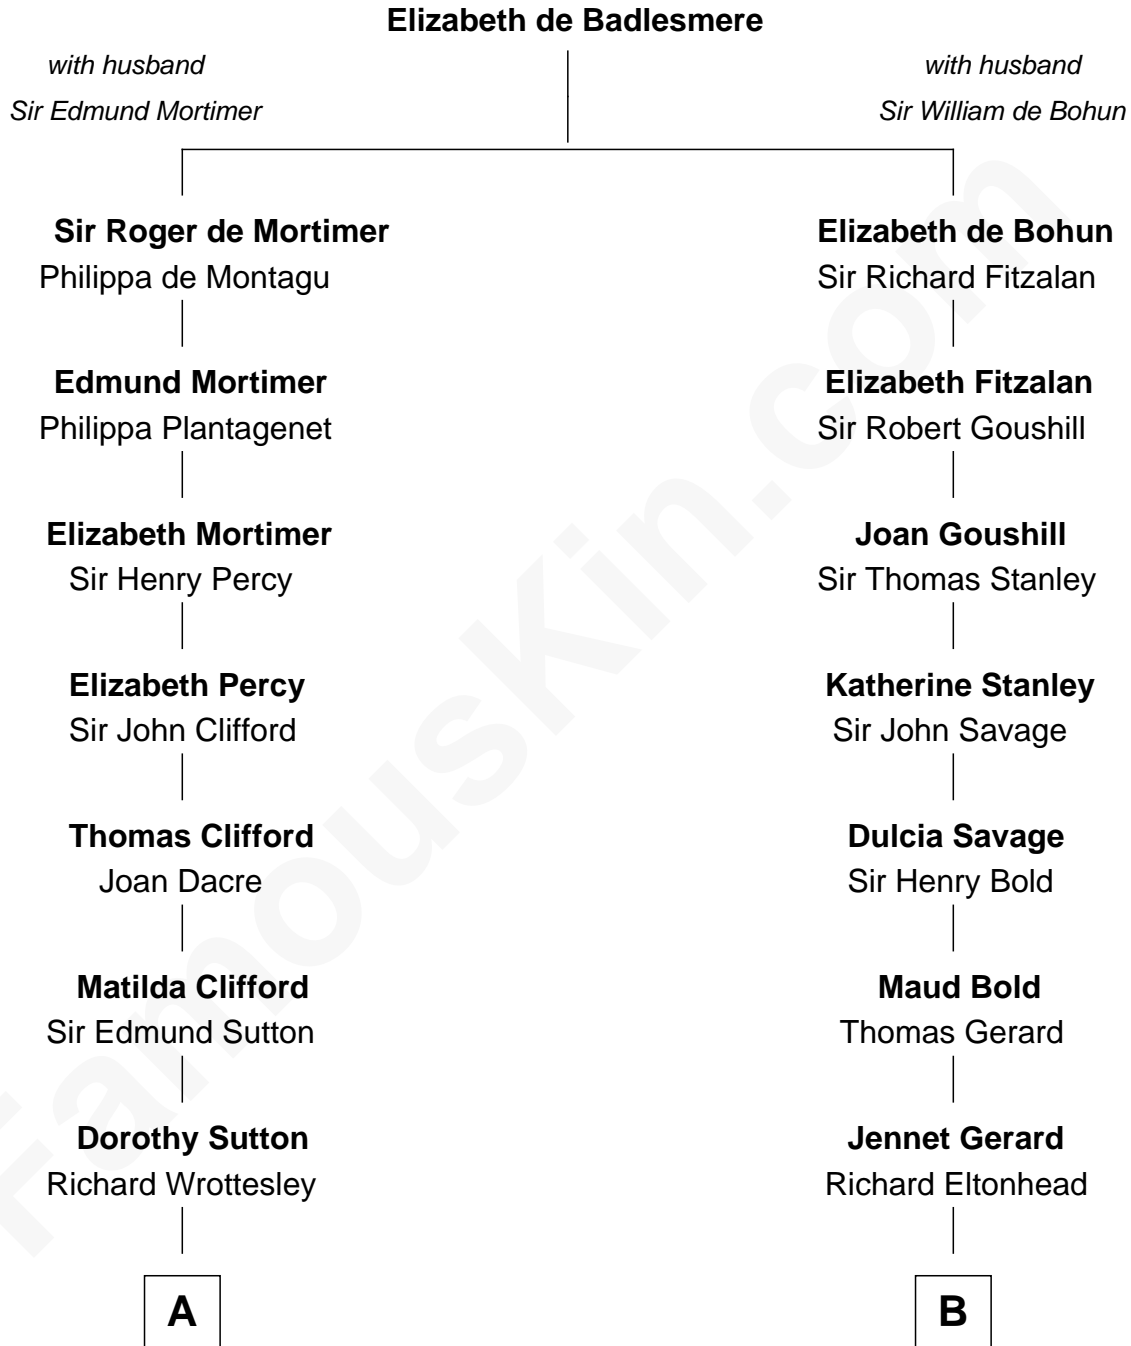 Elizabeth de Badlesmere
with husband
Sir Edmund Mortimer
with husband
Sir William de Bohun
Sir Roger de Mortimer
Philippa de Montagu
Elizabeth de Bohun
Sir Richard Fitzalan
Edmund Mortimer
Philippa Plantagenet
Elizabeth Fitzalan
Sir Robert Goushill
Elizabeth Mortimer
Sir Henry Percy
Joan Goushill
Sir Thomas Stanley
Elizabeth Percy
Sir John Clifford
Katherine Stanley
Sir John Savage
Thomas Clifford
Joan Dacre
Dulcia Savage
Sir Henry Bold
Matilda Clifford
Sir Edmund Sutton
Maud Bold
Thomas Gerard
Dorothy Sutton
Richard Wrottesley
Jennet Gerard
Richard Eltonhead
A
B
FamousKin.com